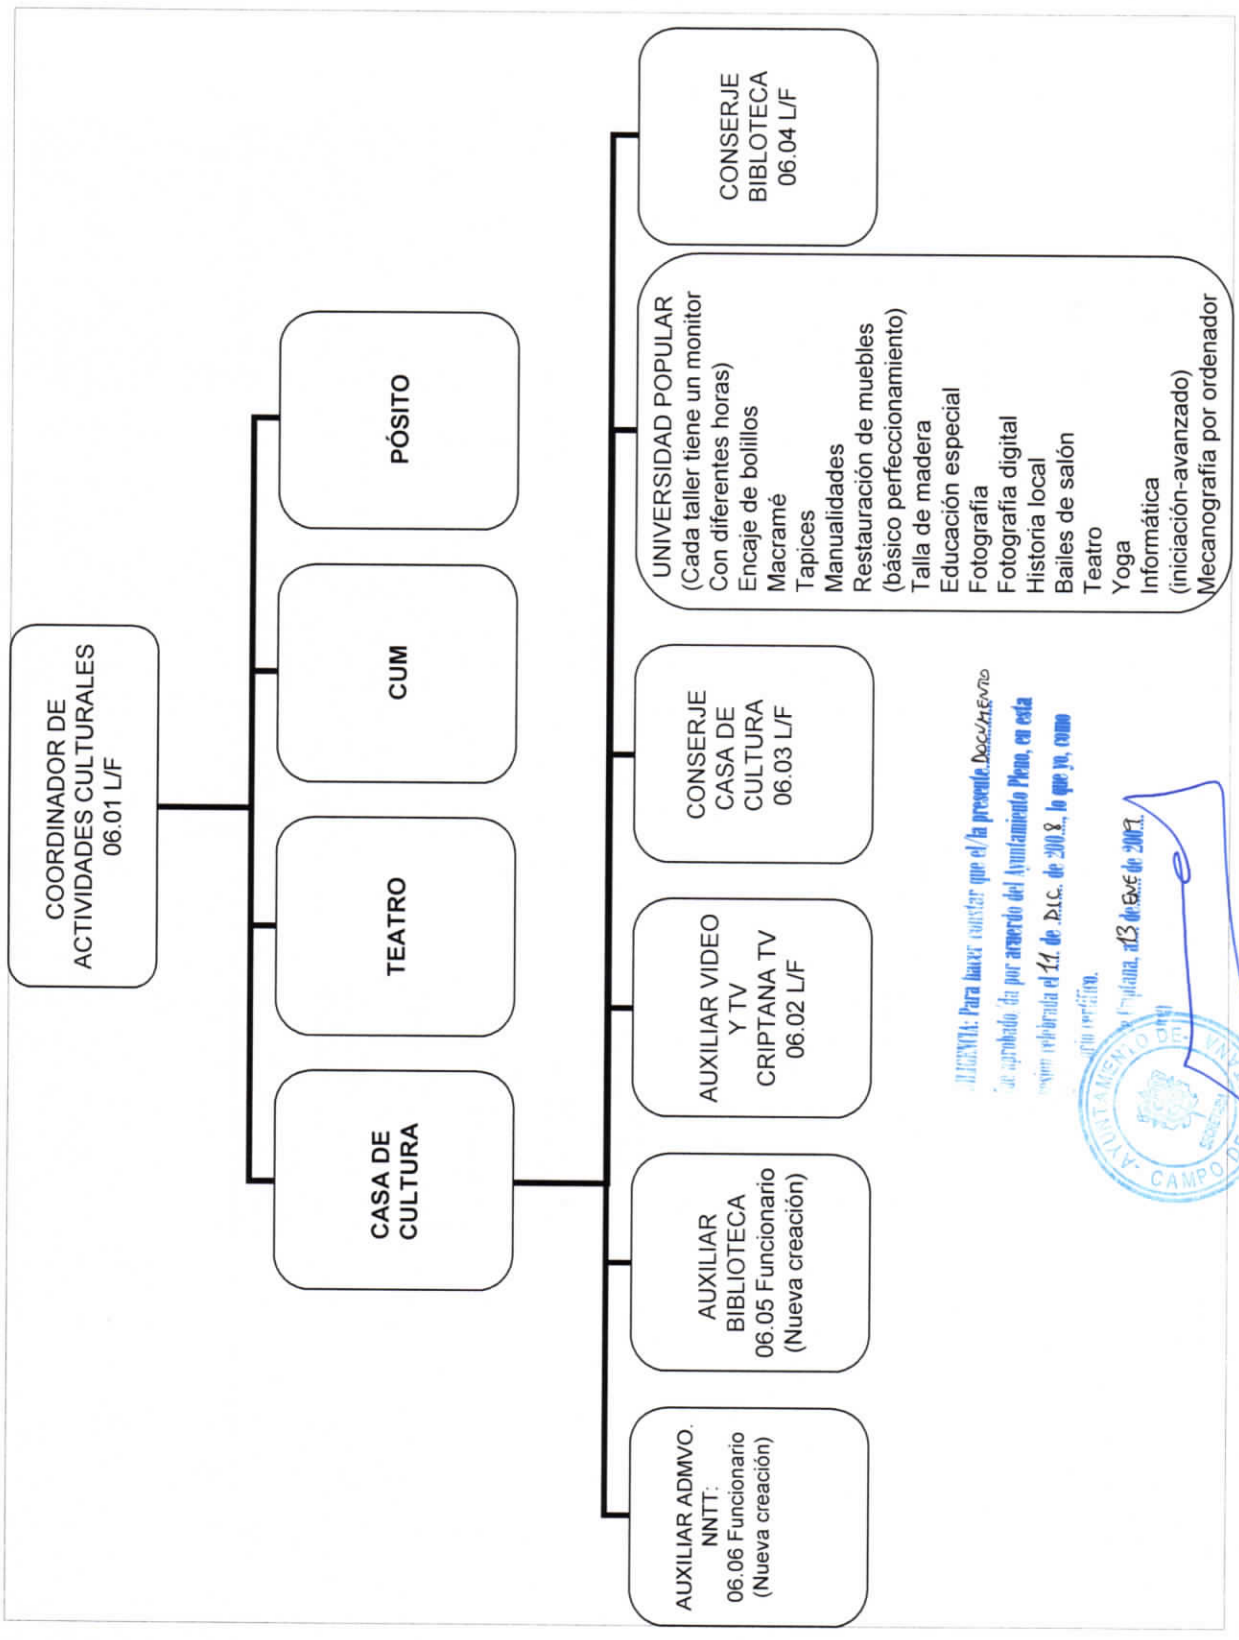 COORDINADOR DE
ACTIVIDADES CULTURALES
06.01 L/F
CASA DE
CULTURA
TEATRO
CUM
PÓSITO
AUXILIAR ADMVO.
NNTT:
06.06 Funcionario
(Nueva creación)
AUXILIAR
BIBLIOTECA
06.05 Funcionario
(Nueva creación)
AUXILIAR VIDEO
Y TV
CRIPTANA TV
06.02 L/F
CONSERJE
CASA DE
CULTURA
06.03 L/F
UNIVERSIDAD POPULAR
(Cada taller tiene un monitor
Con diferentes horas)
Encaje de bolillos
Macramé
Tapices
Manualidades
Restauración de muebles
(básico perfeccionamiento)
Talla de madera
Educación especial
Fotografía
Fotografía digital
Historia local
Bailes de salón
Teatro
Yoga
Informática
(iniciación-avanzado)
Mecanografía por ordenador
CONSERJE
BIBLOTECA
06.04 L/F
Para hacer constar que el/la presente DOCUMENTO
aprobado/da por acuerdo del Ayuntamiento Pleno, en esta
celebrada el 11 de DIC. de 2008, lo que yo, como
certifico.
a 13 de ENE de 2009
AYUNTAMIENTO DE
CAMPO DE